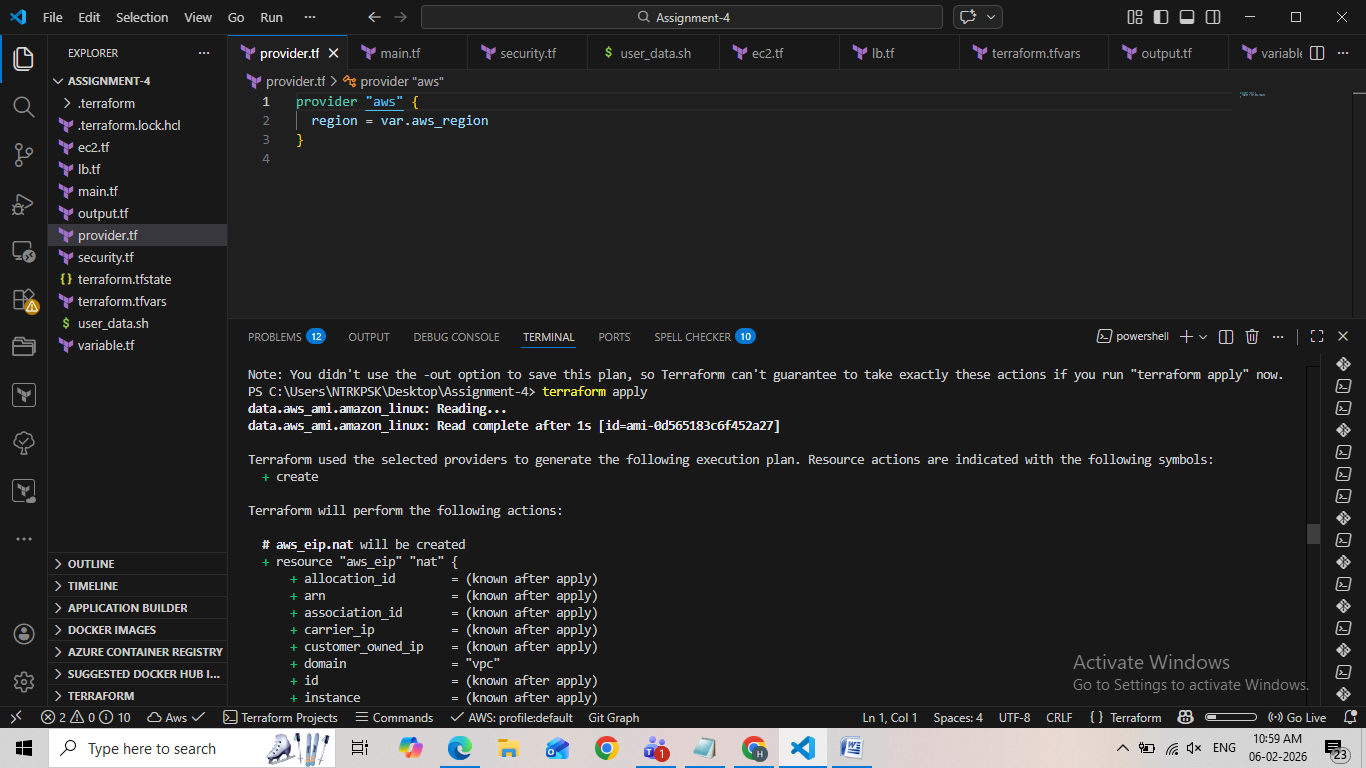 File Edit Selection View Go Run ··· Assignment-4
EXPLORER ···
ASSIGNMENT-4
.terraform
.terraform.lock.hcl
ec2.tf
lb.tf
main.tf
output.tf
provider.tf
security.tf
terraform.tfstate
terraform.tfvars
user_data.sh
variable.tf
OUTLINE
TIMELINE
APPLICATION BUILDER
DOCKER IMAGES
AZURE CONTAINER REGISTRY
SUGGESTED DOCKER HUB I...
TERRAFORM
provider.tf main.tf security.tf $ user_data.sh ec2.tf lb.tf terraform.tfvars output.tf variable
provider.tf > provider "aws"
1 provider "aws" {
2 region = var.aws_region
3 }
4
PROBLEMS 12 OUTPUT DEBUG CONSOLE TERMINAL PORTS SPELL CHECKER 10 powershell
Note: You didn't use the -out option to save this plan, so Terraform can't guarantee to take exactly these actions if you run "terraform apply" now.
PS C:\Users\NTRKPSK\Desktop\Assignment-4> terraform apply
data.aws_ami.amazon_linux: Reading...
data.aws_ami.amazon_linux: Read complete after 1s [id=ami-0d565183c6f452a27]
Terraform used the selected providers to generate the following execution plan. Resource actions are indicated with the following symbols:
+ create
Terraform will perform the following actions:
# aws_eip.nat will be created
+ resource "aws_eip" "nat" {
+ allocation_id = (known after apply)
+ arn = (known after apply)
+ association_id = (known after apply)
+ carrier_ip = (known after apply)
+ customer_owned_ip = (known after apply)
+ domain = "vpc"
+ id = (known after apply)
+ instance = (known after apply)
Activate Windows
Go to Settings to activate Windows.
2 0 10 Aws Terraform Projects Commands AWS: profile:default Git Graph Ln 1, Col 1 Spaces: 4 UTF-8 CRLF { } Terraform Go Live
Type here to search 1 ENG 10:59 AM
06-02-2026 23